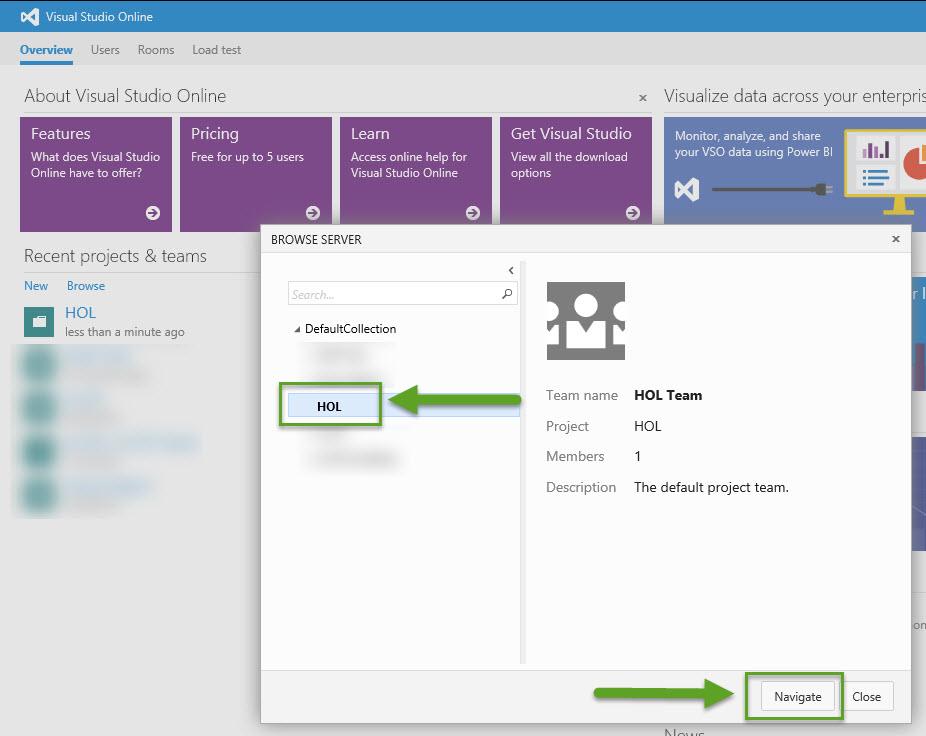 Visual Studio Online
Overview Users Rooms Load test
About Visual Studio Online
Visualize data across your enterpris
Features
What does Visual Studio
Online have to offer?
Pricing
Free for up to 5 users
Learn
Access online help for
Visual Studio Online
Get Visual Studio
View all the download
options
Monitor, analyze, and share
your VSO data using Power BI
Recent projects & teams
New Browse
HOL
less than a minute ago
BROWSE SERVER
Search...
DefaultCollection
HOL
Team name HOL Team
Project HOL
Members 1
Description The default project team.
Navigate Close
News